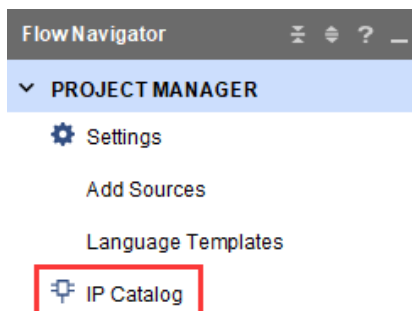 Flow Navigator ?
PROJECT MANAGER
Settings
Add Sources
Language Templates
IP Catalog